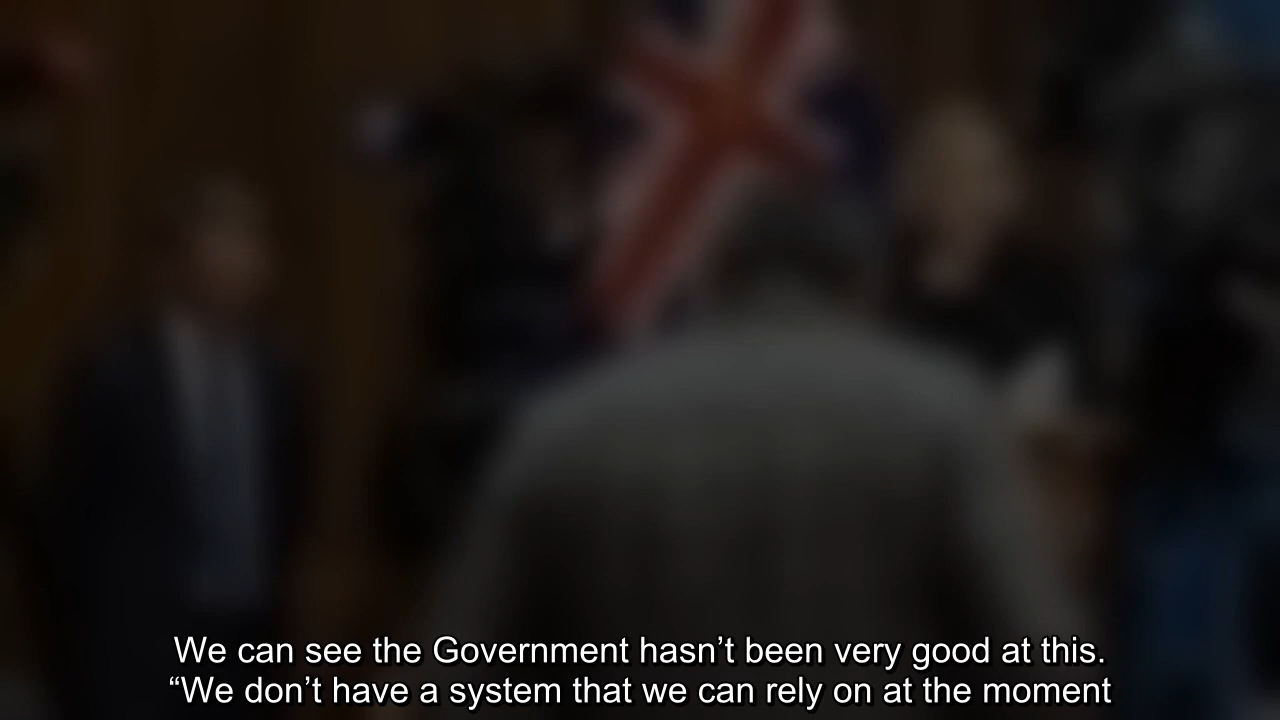 We can see the Government hasn’t been very good at this.
“We don’t have a system that we can rely on at the moment